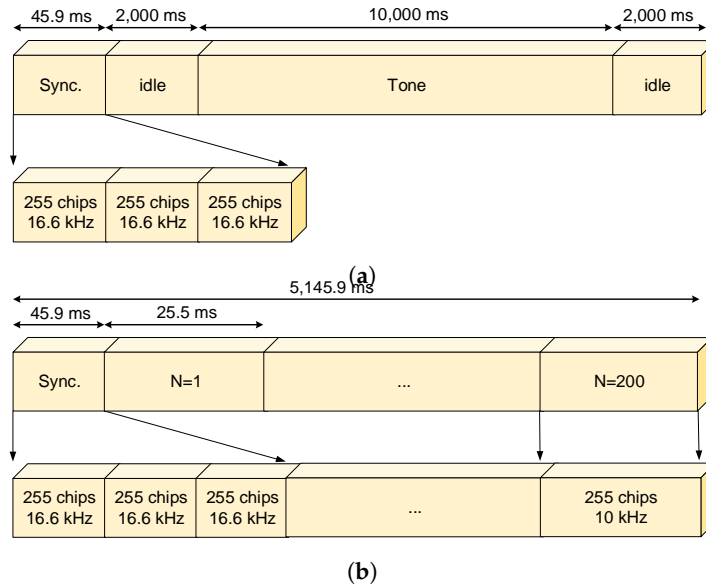 45.9 ms 2,000 ms 10,000 ms 2,000 ms
Sync. idle Tone idle
255 chips 255 chips 255 chips
16.6 kHz 16.6 kHz 16.6 kHz
(a)
5,145.9 ms
45.9 ms 25.5 ms
Sync. N=1 ... N=200
255 chips 255 chips 255 chips ... 255 chips
16.6 kHz 16.6 kHz 16.6 kHz 10 kHz
(b)